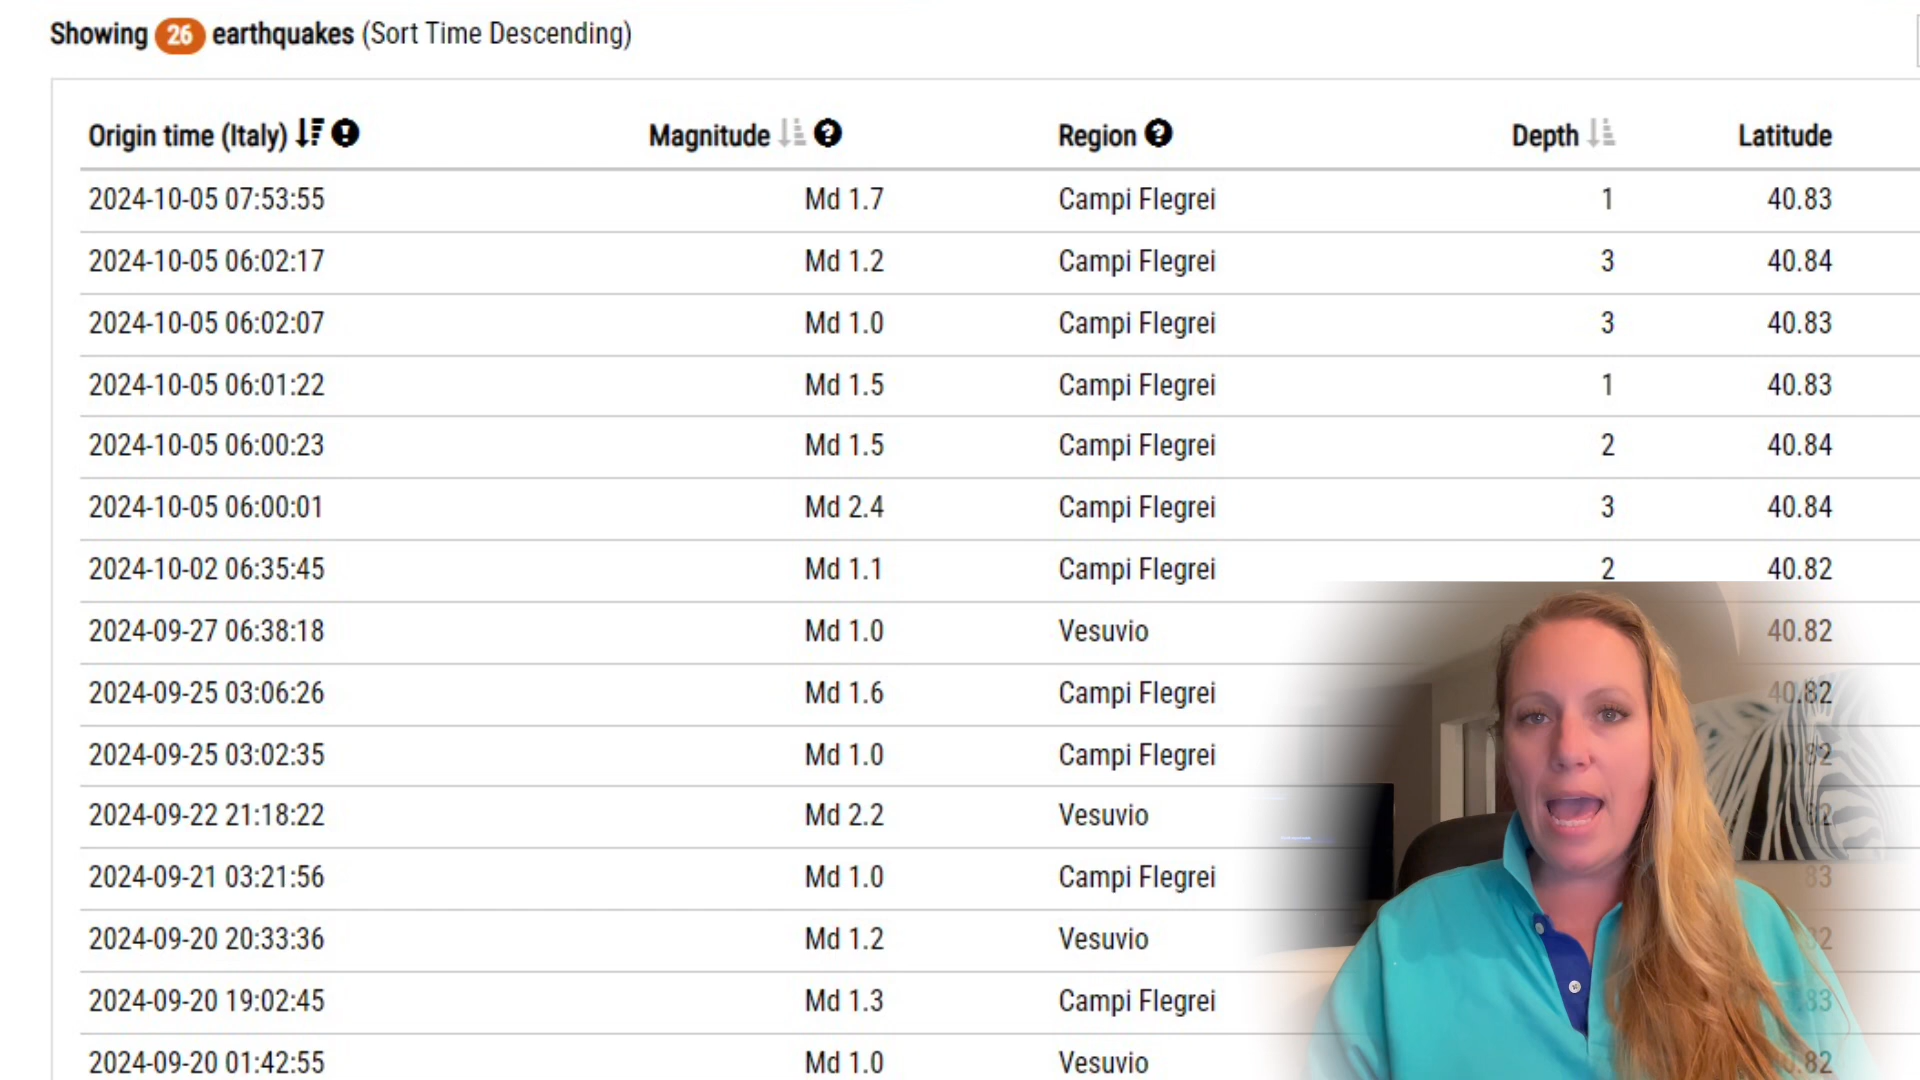 Showing 26 earthquakes (Sort Time Descending)
Origin time (Italy) Magnitude Region Depth Latitude
2024-10-05 07:53:55 Md 1.7 Campi Flegrei 1 40.83
2024-10-05 06:02:17 Md 1.2 Campi Flegrei 3 40.84
2024-10-05 06:02:07 Md 1.0 Campi Flegrei 3 40.83
2024-10-05 06:01:22 Md 1.5 Campi Flegrei 1 40.83
2024-10-05 06:00:23 Md 1.5 Campi Flegrei 2 40.84
2024-10-05 06:00:01 Md 2.4 Campi Flegrei 3 40.84
2024-10-02 06:35:45 Md 1.1 Campi Flegrei 2 40.82
2024-09-27 06:38:18 Md 1.0 Vesuvio 40.82
2024-09-25 03:06:26 Md 1.6 Campi Flegrei 40.82
2024-09-25 03:02:35 Md 1.0 Campi Flegrei
2024-09-22 21:18:22 Md 2.2 Vesuvio
2024-09-21 03:21:56 Md 1.0 Campi Flegrei
2024-09-20 20:33:36 Md 1.2 Vesuvio
2024-09-20 19:02:45 Md 1.3 Campi Flegrei
2024-09-20 01:42:55 Md 1.0 Vesuvio